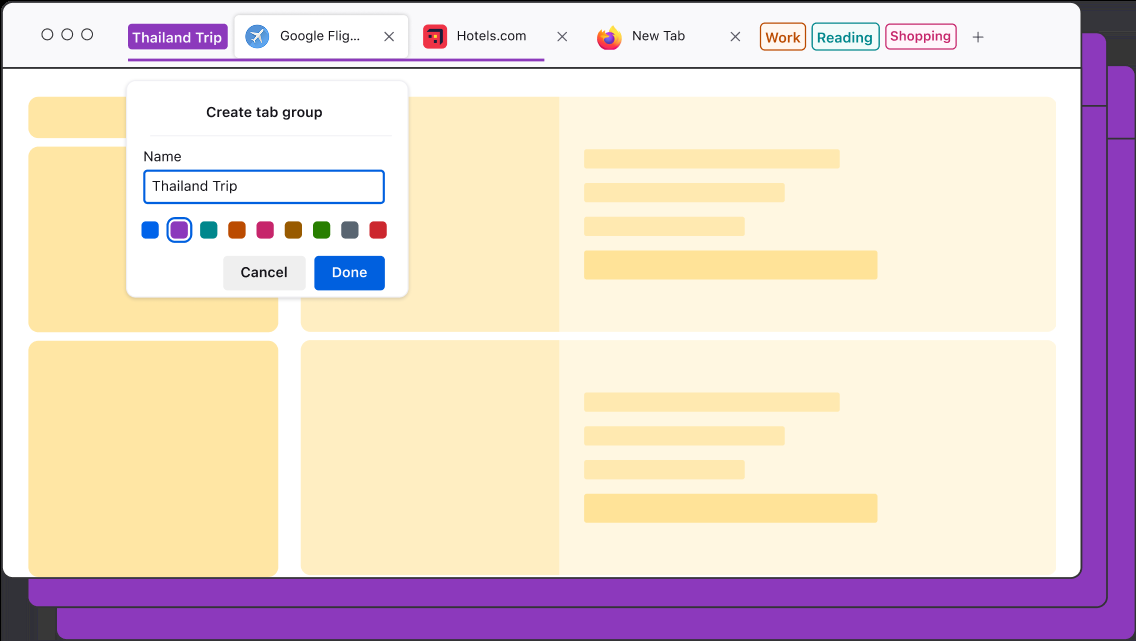 Thailand Trip
Google Flig...
Hotels.com
New Tab
Work
Reading
Shopping
Create tab group
Name
Thailand Trip
Cancel
Done